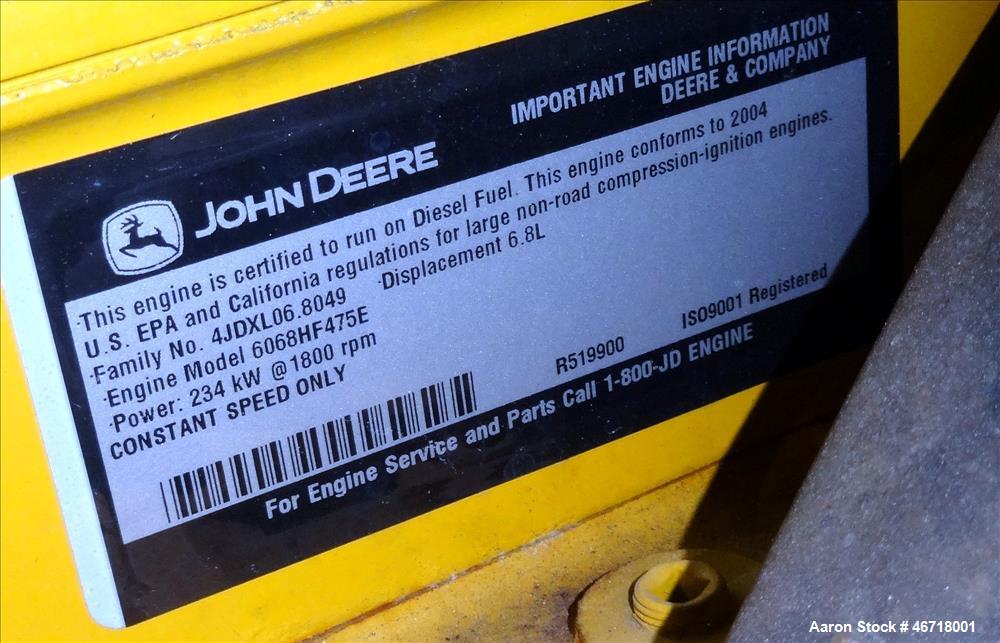 IMPORTANT ENGINE INFORMATION
DEERE & COMPANY
JOHN DEERE
·This engine is certified to run on Diesel Fuel. This engine conforms to 2004
U.S. EPA and California regulations for large non-road compression-ignition engines.
·Family No. 4JDXL06.8049 ·Displacement 6.8L
·Engine Model 6068HF475E
·Power: 234 kW @ 1800 rpm
CONSTANT SPEED ONLY
R519900 ISO9001 Registered
For Engine Service and Parts Call 1-800-JD ENGINE
Aaron Stock # 46718001